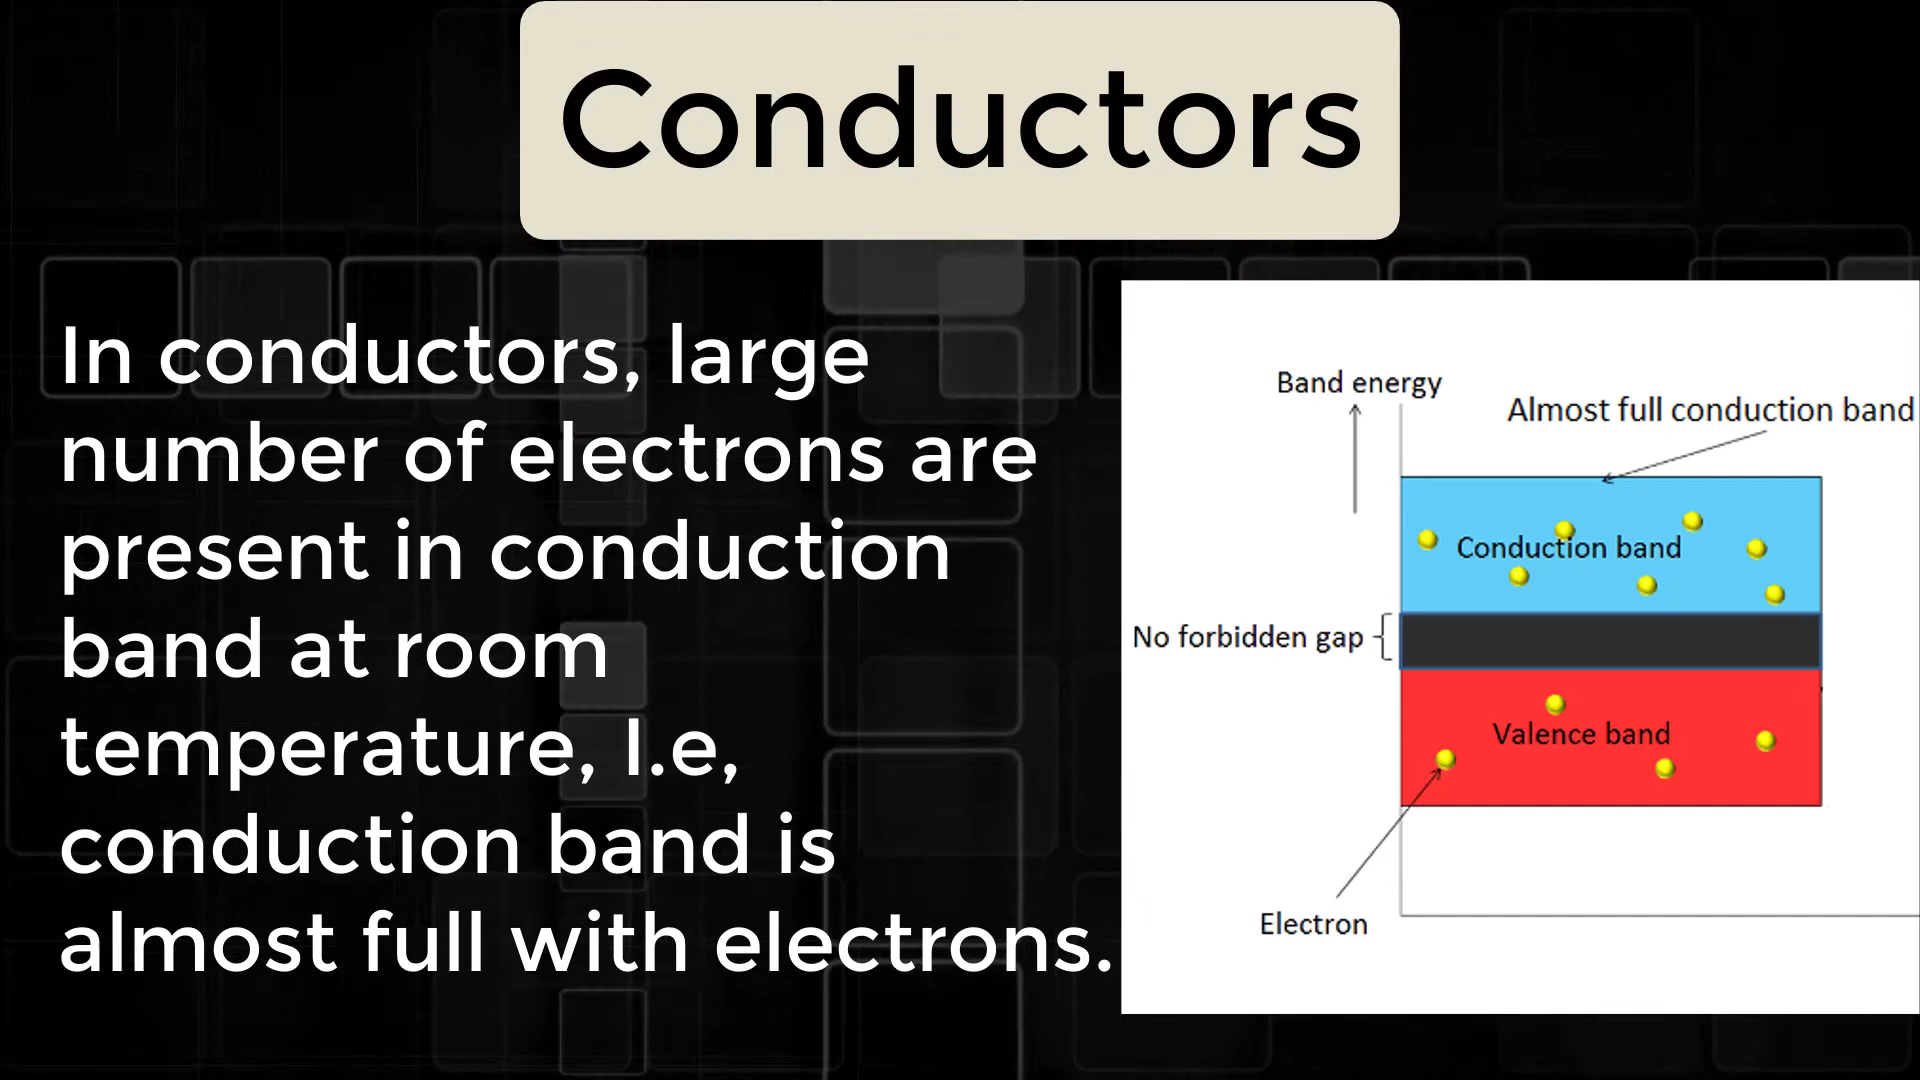 Conductors
In conductors, large
number of electrons are
present in conduction
band at room
temperature, I.e,
conduction band is
almost full with electrons.
Band energy
Almost full conduction band
Conduction band
No forbidden gap
Valence band
Electron